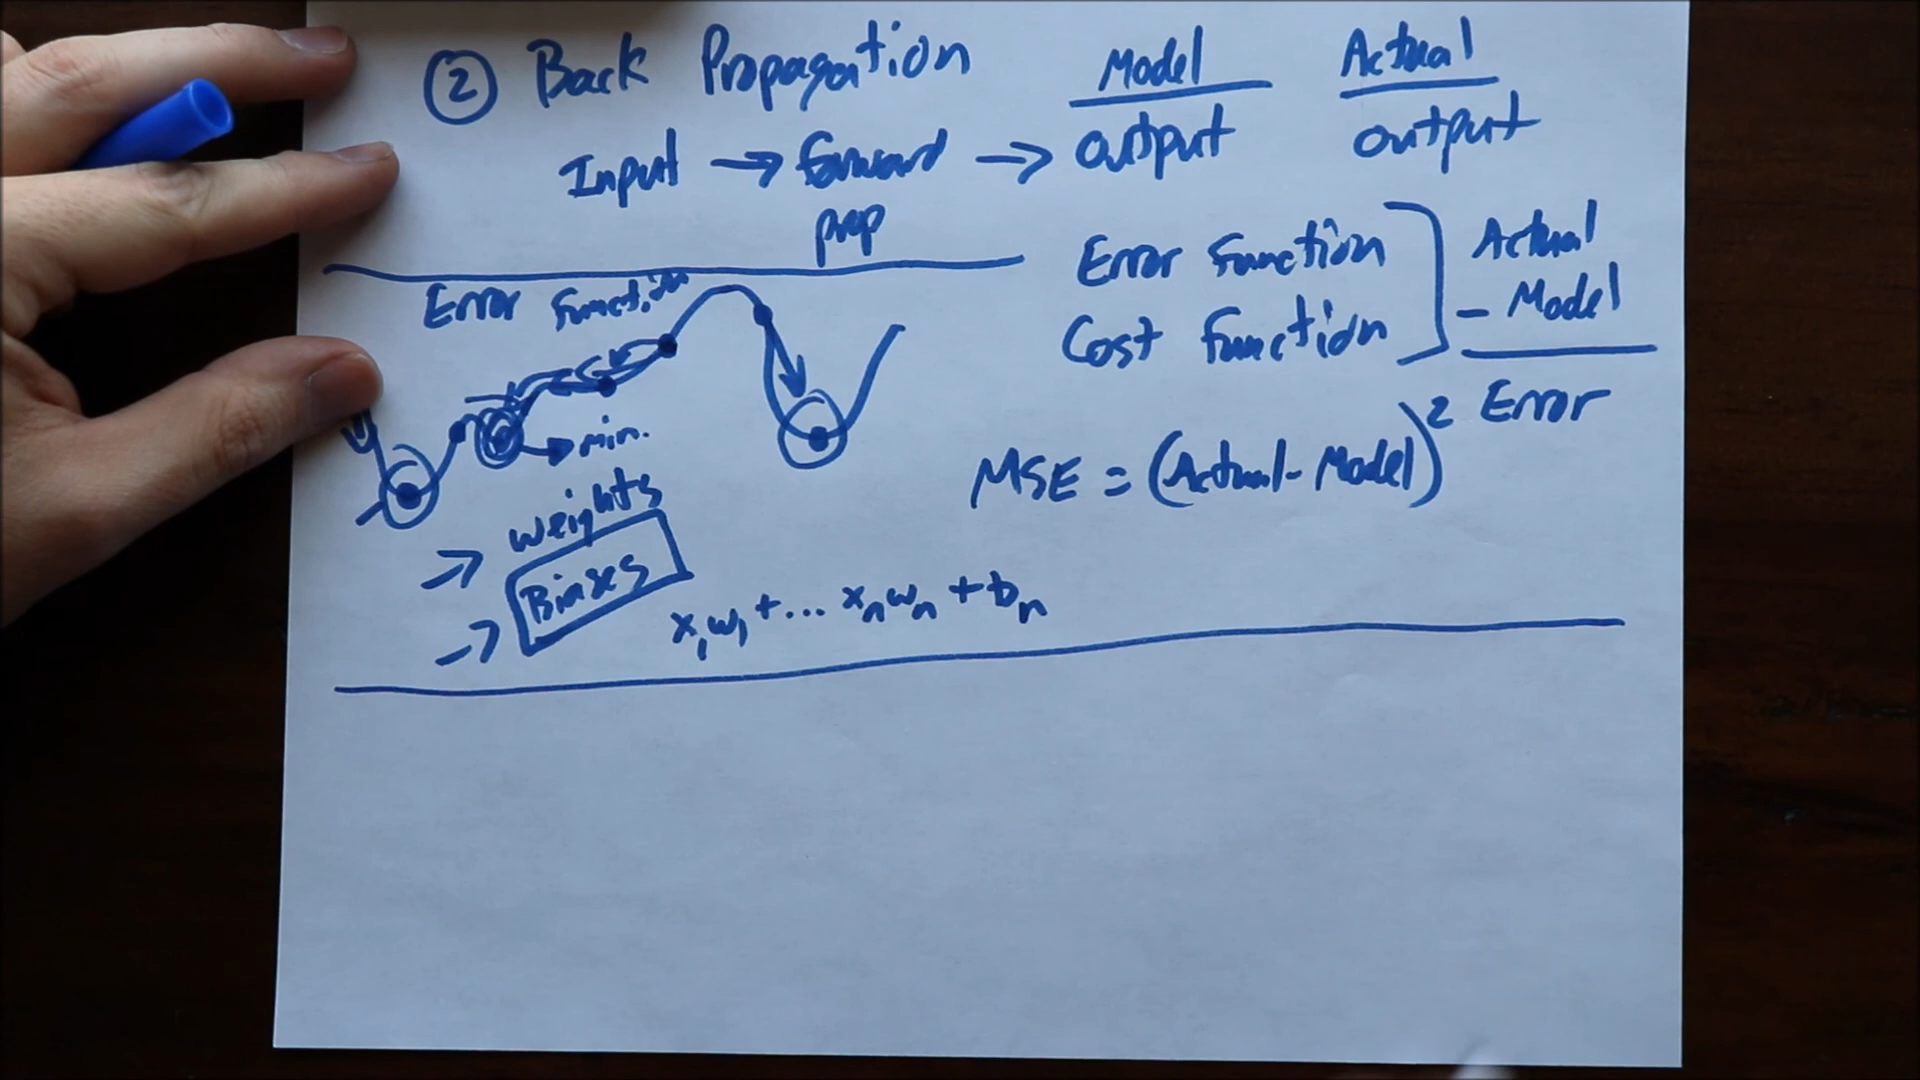 ② Back Propagation
Input → forward prop → Model output
Actual output
Error Function
Cost Function
Actual
- Model
Error
MSE = (Actual - Model)²
Error Function
min.
→ weights
→ Biases
x₁w₁ + ... xₙwₙ + bₙ